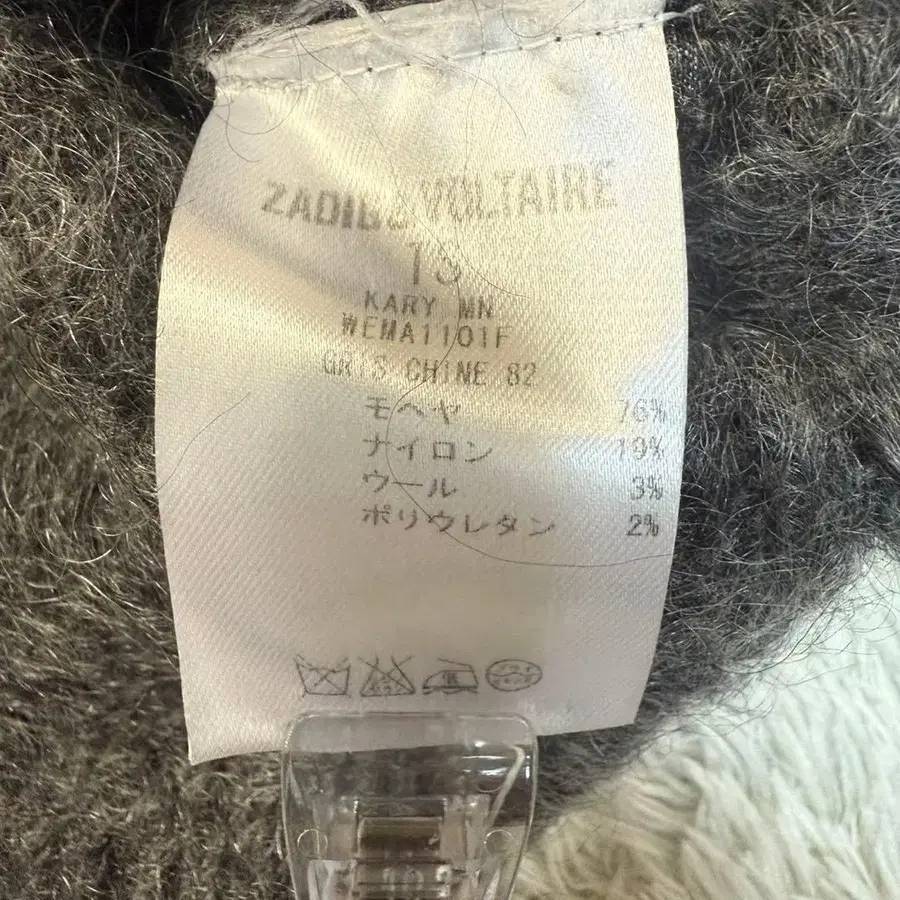 ZADIG & VOLTAIRE
KARY MN
WEMA1101F
GRIS CHINE 82
モヘヤ 76%
ナイロン 19%
ウール 3%
ポリウレタン 2%